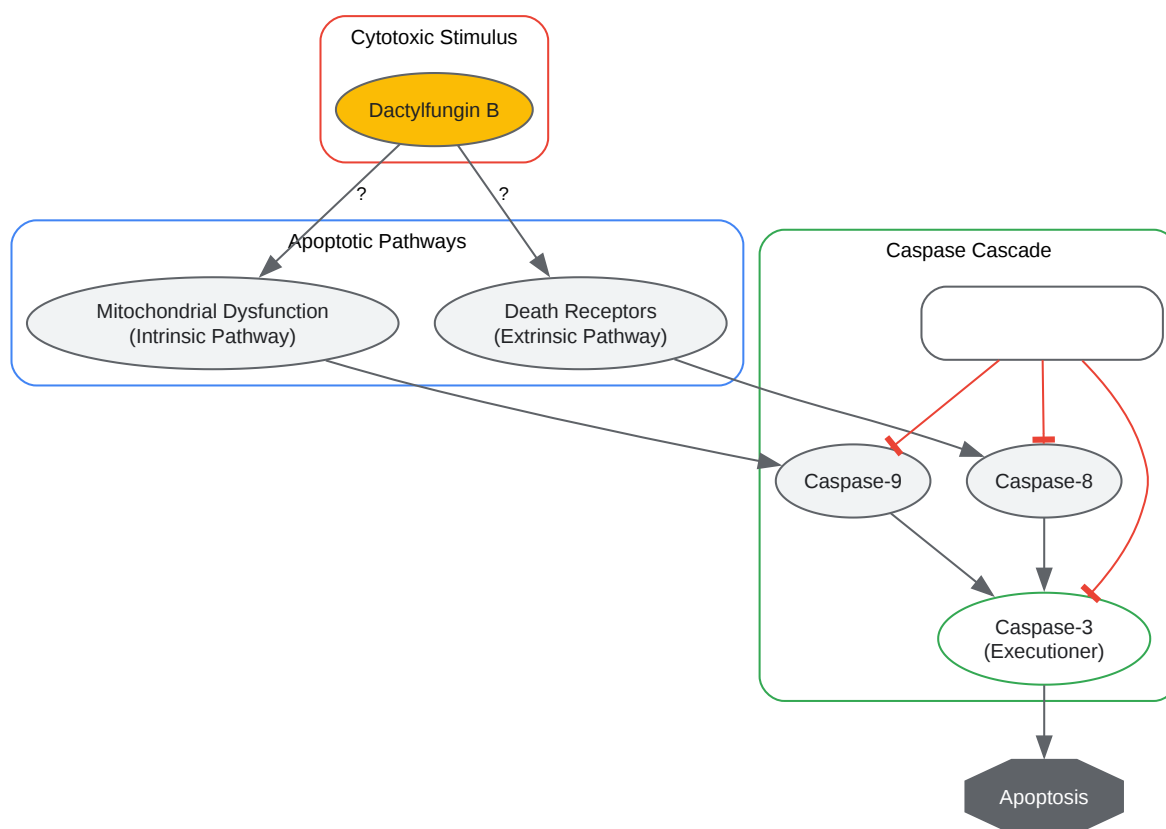 Cytotoxic Stimulus
Dactylfungin B
?
?
Apoptotic Pathways
Caspase Cascade
Mitochondrial Dysfunction
(Intrinsic Pathway)
Death Receptors
(Extrinsic Pathway)
Caspase-9
Caspase-8
Caspase-3
(Executioner)
Apoptosis